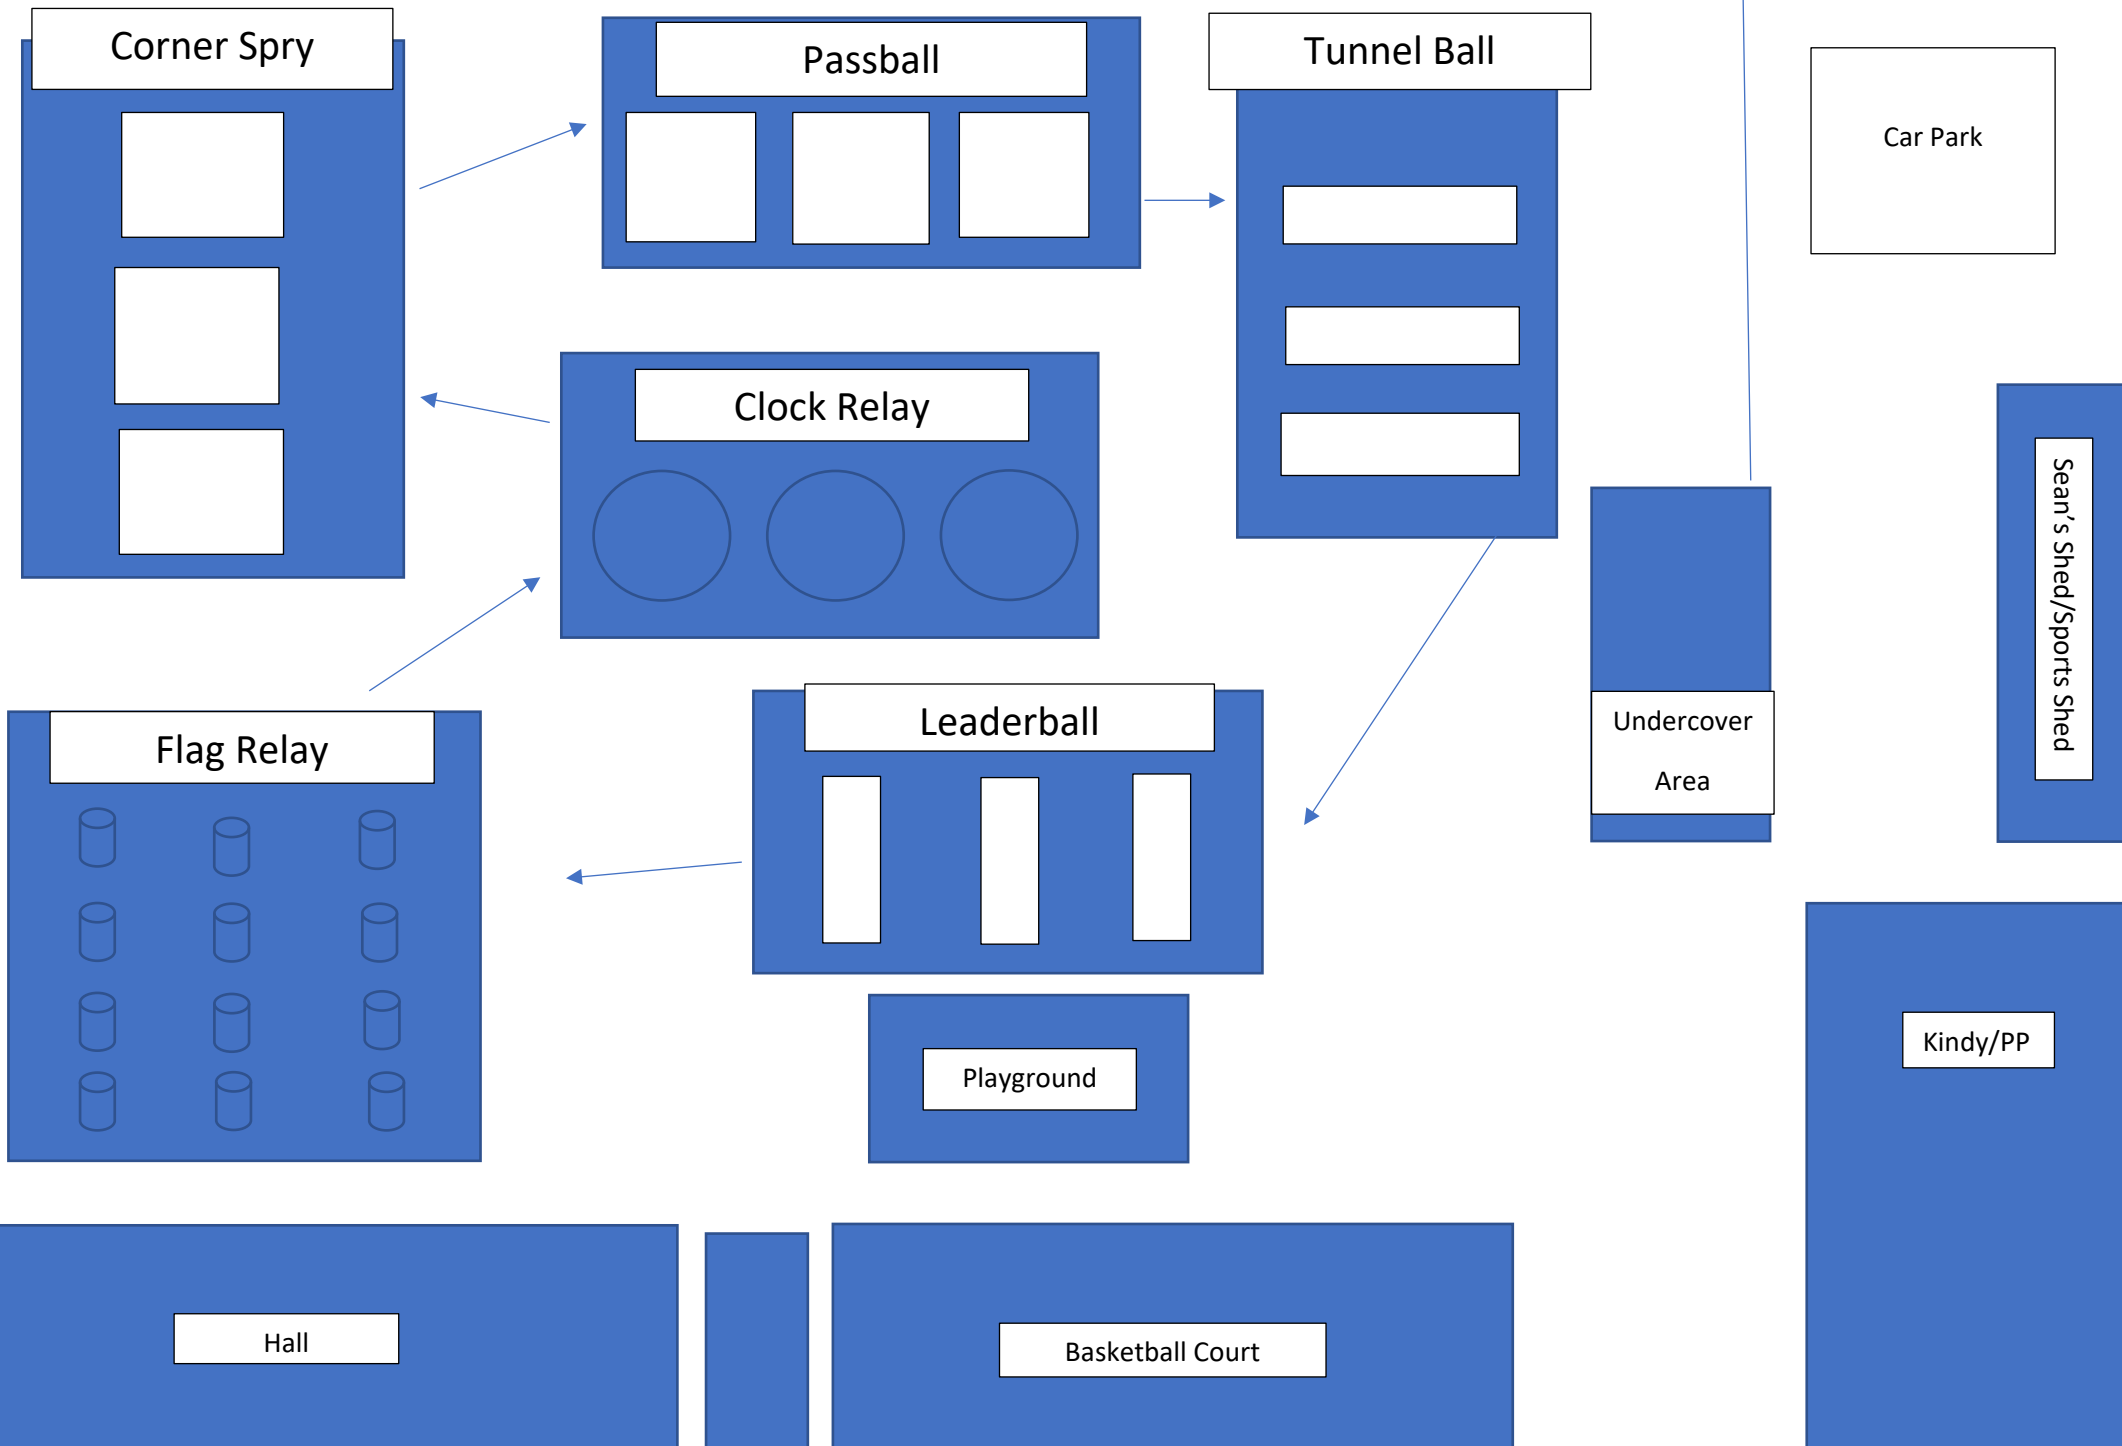 Corner Spry
Passball
Tunnel Ball
Car Park
Clock Relay
Sean's Shed/Sports Shed
Flag Relay
Leaderball
Undercover
Area
Playground
Kindy/PP
Hall
Basketball Court